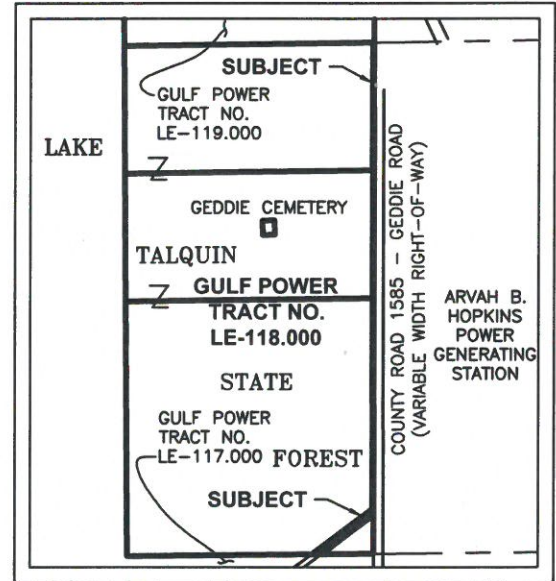 SUBJECT
GULF POWER
TRACT NO.
LE-119.000
LAKE
GEDDIE CEMETERY
TALQUIN
GULF POWER
TRACT NO.
LE-118.000
STATE
GULF POWER
TRACT NO.
LE-117.000
FOREST
SUBJECT
COUNTY ROAD 1585 - GEDDIE ROAD
(VARIABLE WIDTH RIGHT-OF-WAY)
ARVAH B.
HOPKINS
POWER
GENERATING
STATION